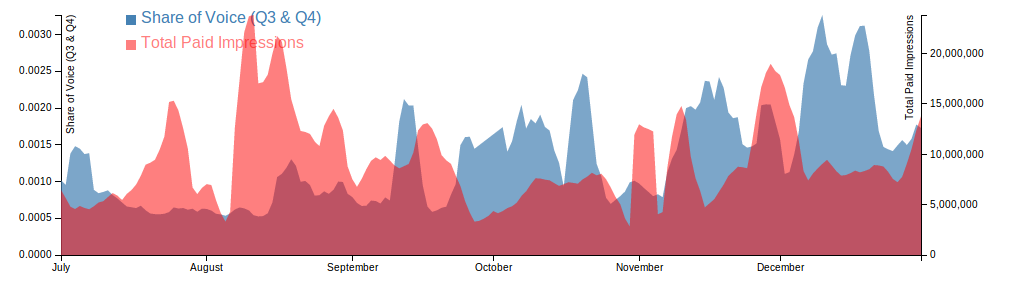 Share of Voice (Q3 & Q4)
Total Paid Impressions
Share of Voice (Q3 & Q4)
0.0030
0.0025
0.0020
0.0015
0.0010
0.0005
0.0000
Total Paid Impressions
20,000,000
15,000,000
10,000,000
5,000,000
0
July August September October November December